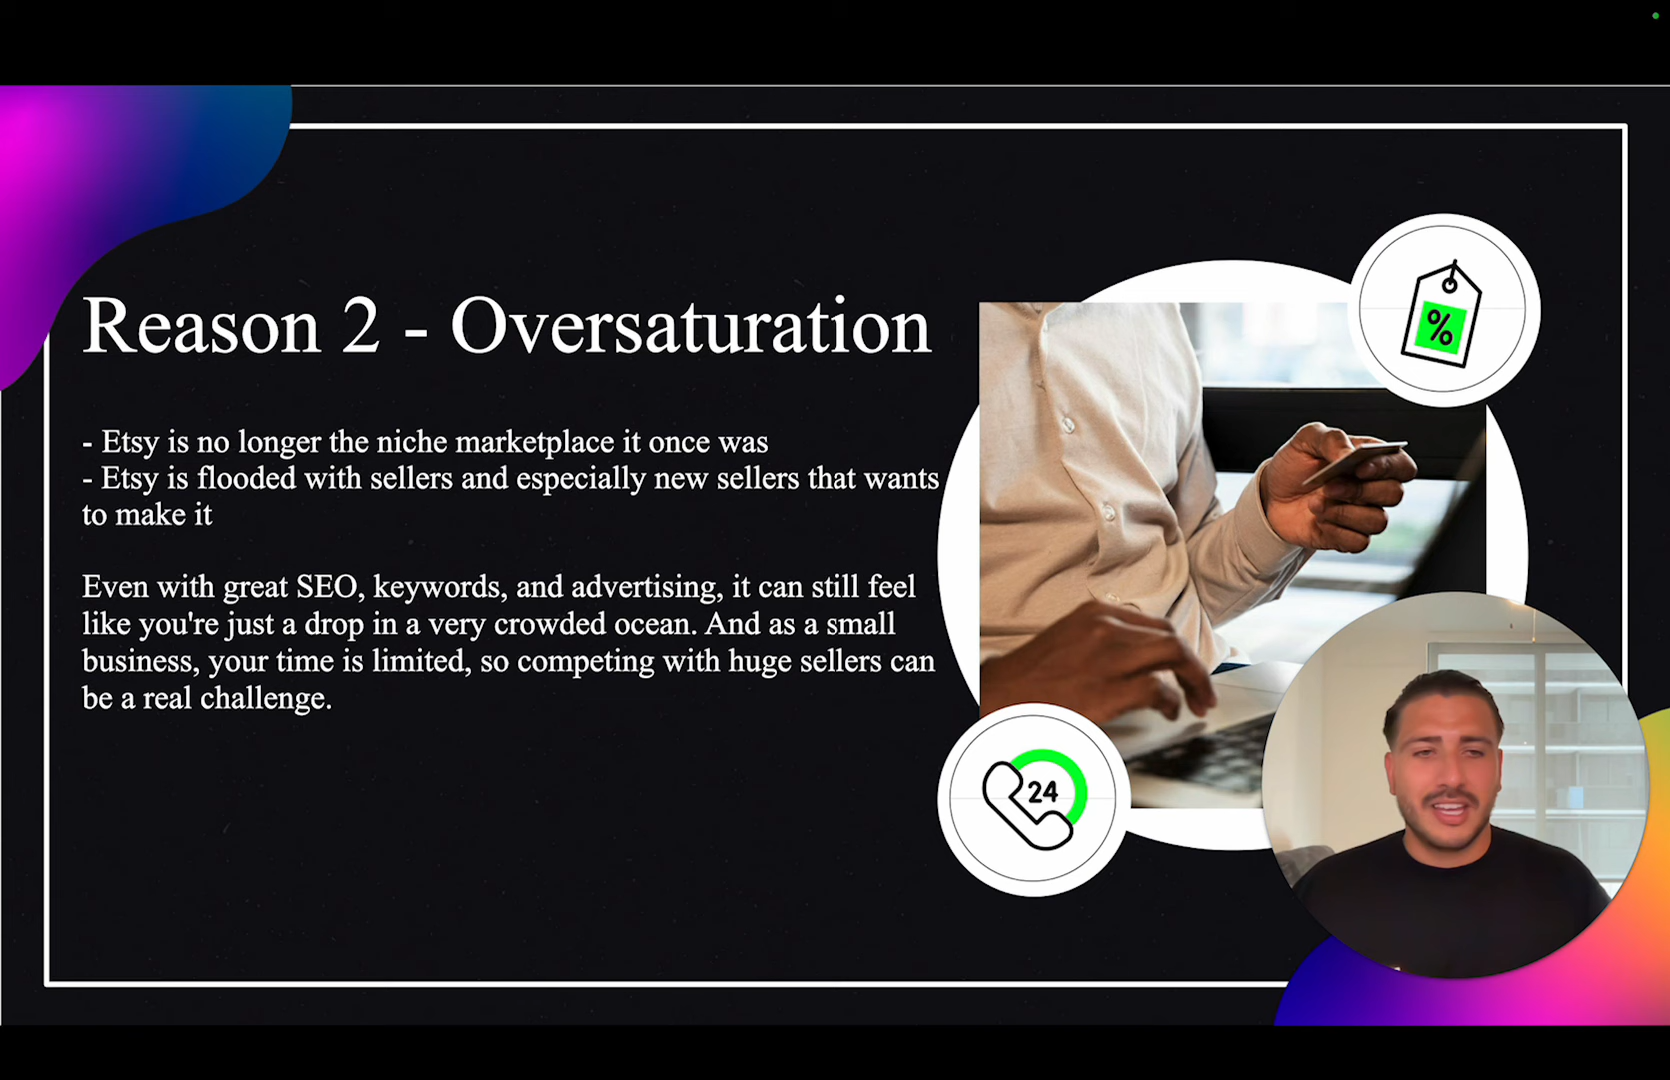 Reason 2 - Oversaturation
%
- Etsy is no longer the niche marketplace it once was
- Etsy is flooded with sellers and especially new sellers that wants
to make it
Even with great SEO, keywords, and advertising, it can still feel
like you're just a drop in a very crowded ocean. And as a small
business, your time is limited, so competing with huge sellers can
be a real challenge.
24